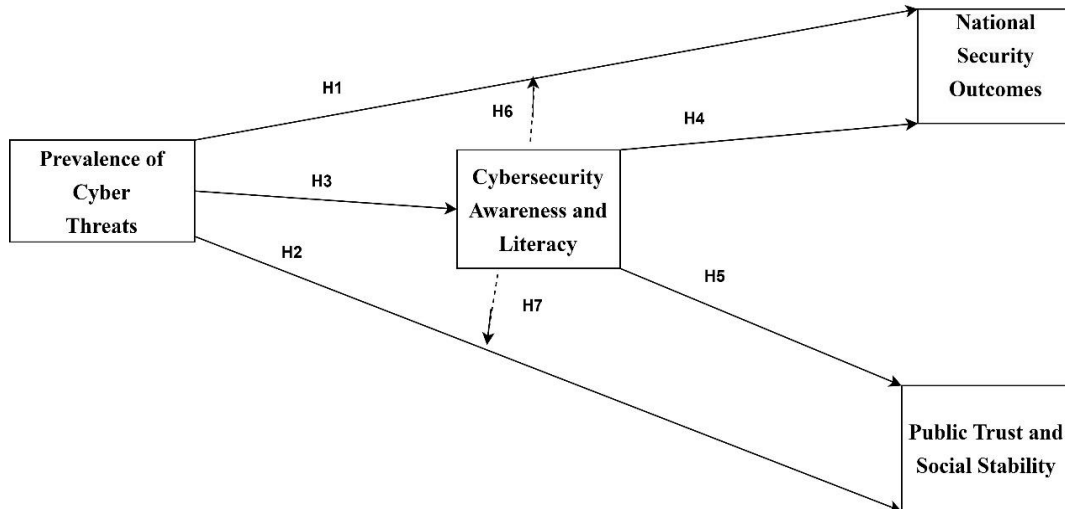 National
Security
Outcomes
H1
H6
H4
Prevalence of
Cyber
Threats
H3
Cybersecurity
Awareness and
Literacy
H2
H5
H7
Public Trust and
Social Stability